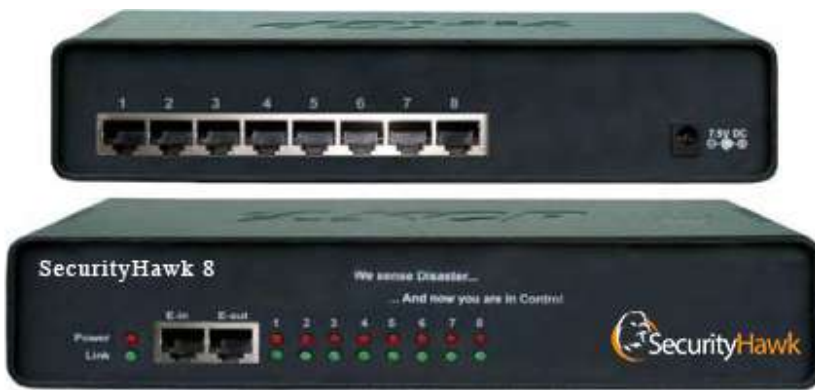 1 2 3 4 5 6 7 8
7.5V DC
SecurityHawk 8
We sense Disaster...
... And now you are in Control
E-in E-out 1 2 3 4 5 6 7 8
Power
Link
SecurityHawk